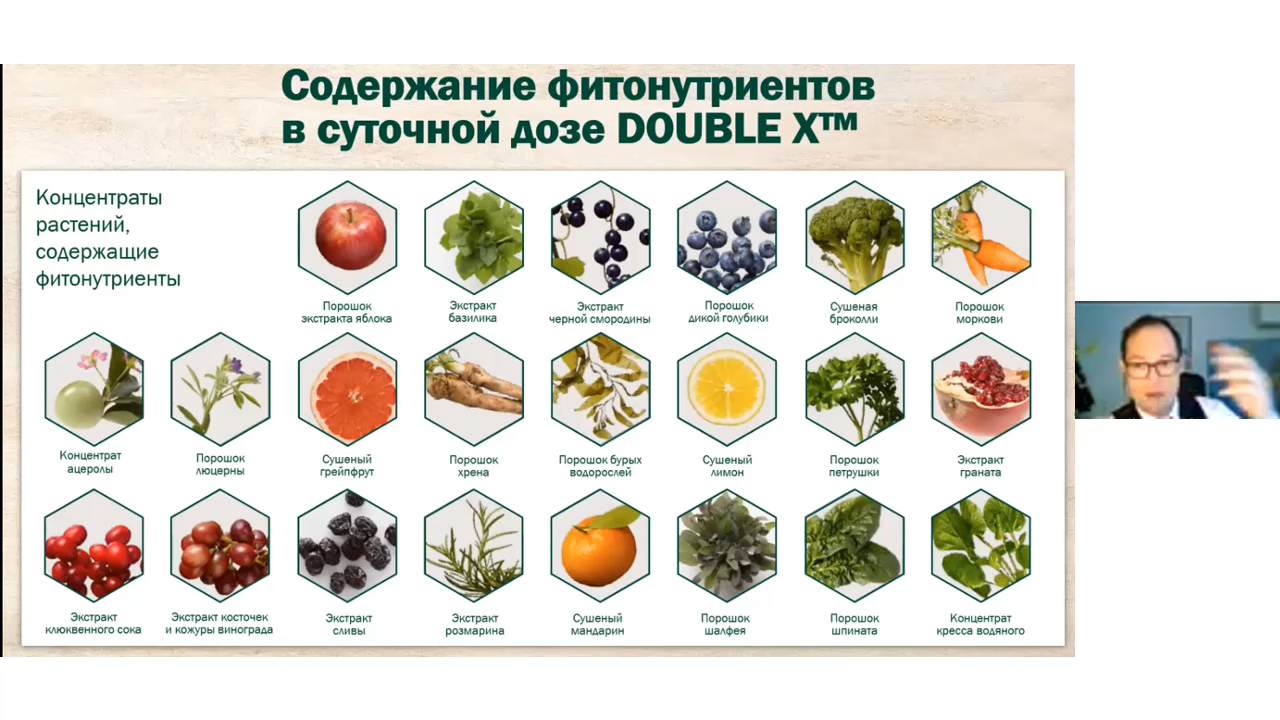 Содержание фитонутриентов
в суточной дозе DOUBLE X™
Концентраты
растений,
содержащие
фитонутриенты
Порошок
экстракта яблока
Экстракт
базилика
Экстракт
черной смородины
Порошок
дикой голубики
Сушеная
броколли
Порошок
моркови
Концентрат
ацеролы
Порошок
люцерны
Сушеный
грейпфрут
Порошок
хрена
Порошок бурых
водорослей
Сушеный
лимон
Порошок
петрушки
Экстракт
граната
Экстракт
клюквенного сока
Экстракт косточек
и кожуры винограда
Экстракт
сливы
Экстракт
розмарина
Сушеный
мандарин
Порошок
шалфея
Порошок
шпината
Концентрат
кресса водяного